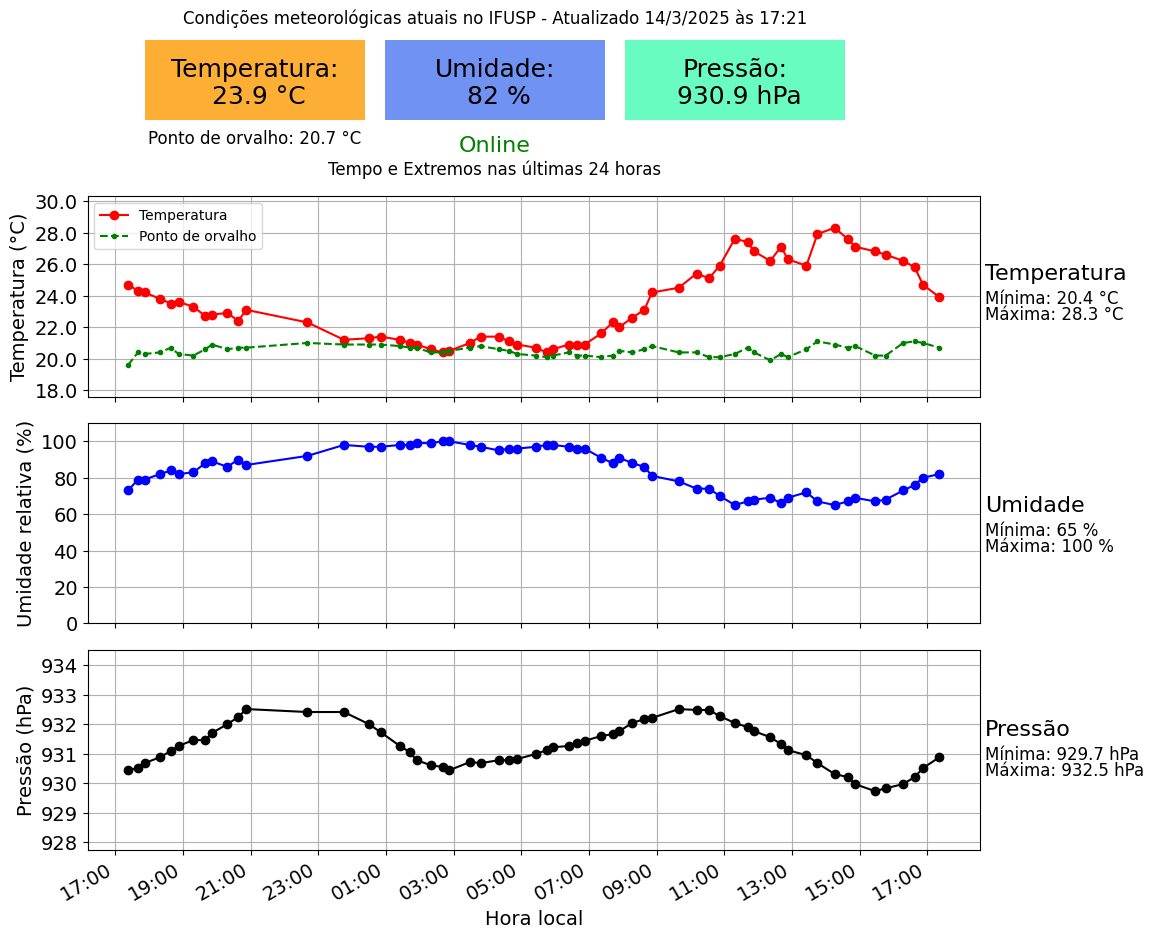 Condições meteorológicas atuais no IFUSP - Atualizado 14/3/2025 às 17:21
Temperatura:
23.9 °C
Umidade:
82 %
Pressão:
930.9 hPa
Ponto de orvalho: 20.7 °C
Online
Tempo e Extremos nas últimas 24 horas
Temperatura (°C)
30.0
28.0
26.0
24.0
22.0
20.0
18.0
Temperatura
Ponto de orvalho
Temperatura
Mínima: 20.4 °C
Máxima: 28.3 °C
Umidade relativa (%)
100
80
60
40
20
0
Umidade
Mínima: 65 %
Máxima: 100 %
Pressão (hPa)
934
933
932
931
930
929
928
Pressão
Mínima: 929.7 hPa
Máxima: 932.5 hPa
17:00 19:00 21:00 23:00 01:00 03:00 05:00 07:00 09:00 11:00 13:00 15:00 17:00
Hora local